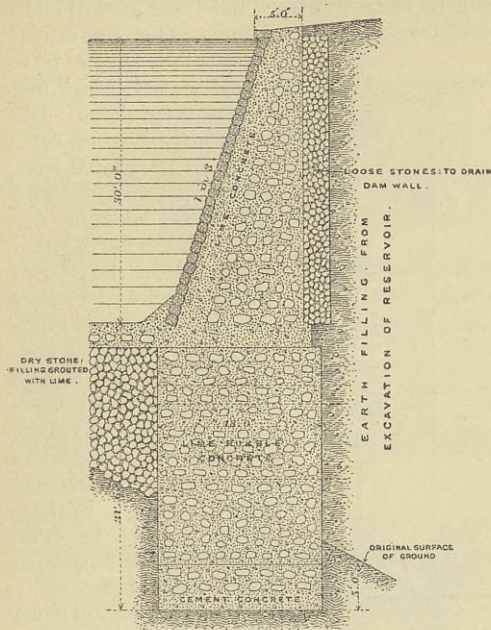 5'.0"
30'. 0"
1 IN 3
LIME CONCRETE
LOOSE STONES: TO DRAIN
DAM WALL.
EARTH FILLING. FROM
EXCAVATION OF RESERVOIR.
DRY STONE
FILLING GROUTED
WITH LIME.
LIME RUBBLE
CONCRETE
ORIGINAL SURFACE
OF GROUND
5'.0"
CEMENT CONCRETE